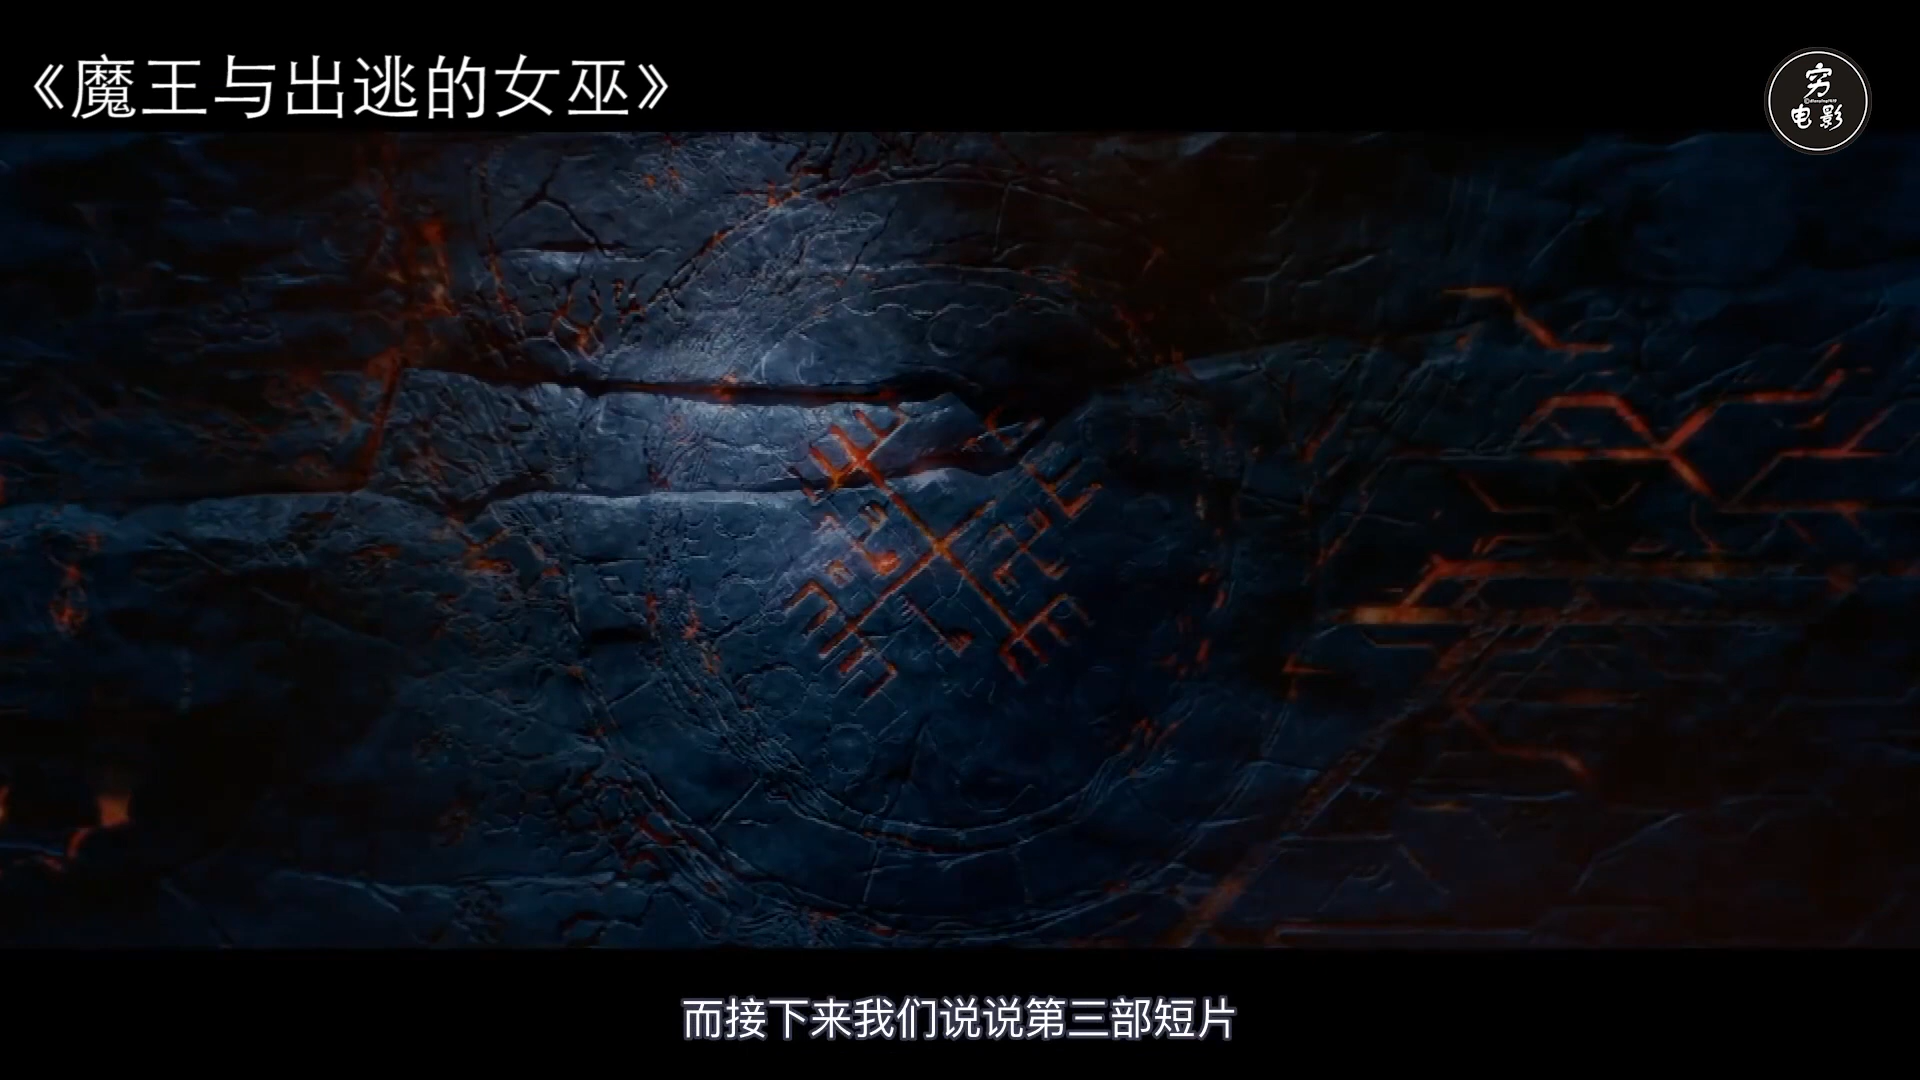 《魔王与出逃的女巫》
穷
电影
而接下来我们说说第三部短片